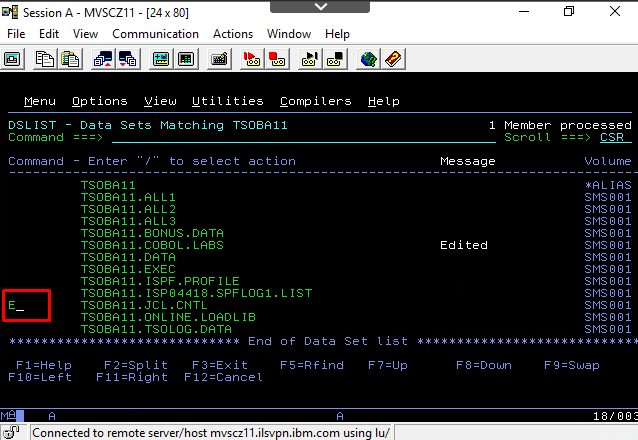 Session A - MVSCZ11 - [24 x 80]
File Edit View Communication Actions Window Help
Menu Options View Utilities Compilers Help
DSLIST - Data Sets Matching TSOBA11 1 Member processed
Command ===> Scroll ===> CSR
Command - Enter "/" to select action Message Volume
TSOBA11 *ALIAS
TSOBA11.ALL1 SMS001
TSOBA11.ALL2 SMS001
TSOBA11.ALL3 SMS001
TSOBA11.BONUS.DATA SMS001
TSOBA11.COBOL.LABS Edited SMS001
TSOBA11.DATA SMS001
TSOBA11.EXEC SMS001
TSOBA11.ISPF.PROFILE SMS001
TSOBA11.ISP04418.SPFLOG1.LIST SMS001
E_ TSOBA11.JCL.CNTL SMS001
TSOBA11.ONLINE.LOADLIB SMS001
TSOBA11.TSOLOG.DATA SMS001
***************************** End of Data Set list ****************************
F1=Help F2=Split F3=Exit F5=Rfind F7=Up F8=Down F9=Swap
F10=Left F11=Right F12=Cancel
MA A A 18/003
Connected to remote server/host mvscz11.ilsvpn.ibm.com using lu/